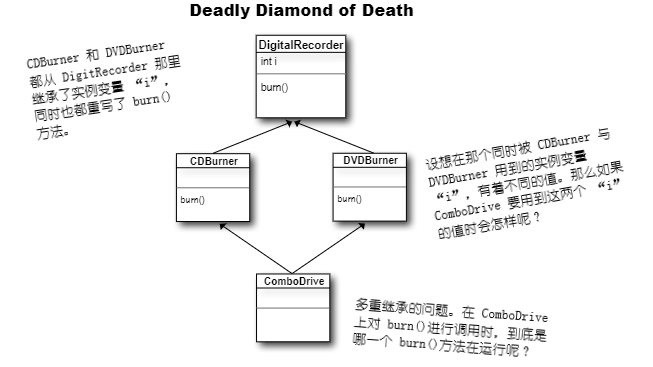 Deadly Diamond of Death
CDBurner 和 DVDBurner
都从 DigitRecorder 那里
继承了实例变量 “i”,
同时也都重写了 burn()
方法。
DigitalRecorder
int i
burn()
CDBurner
burn()
DVDBurner
burn()
设想在那个同时被 CDBurner 与
DVDBurner 用到的实例变量
“i”, 有着不同的值。那么如果
ComboDrive 要用到这两个 “i”
的值时会怎样呢？
ComboDrive
多重继承的问题。在 ComboDrive
上对 burn()进行调用时, 到底是
哪一个 burn()方法在运行呢？